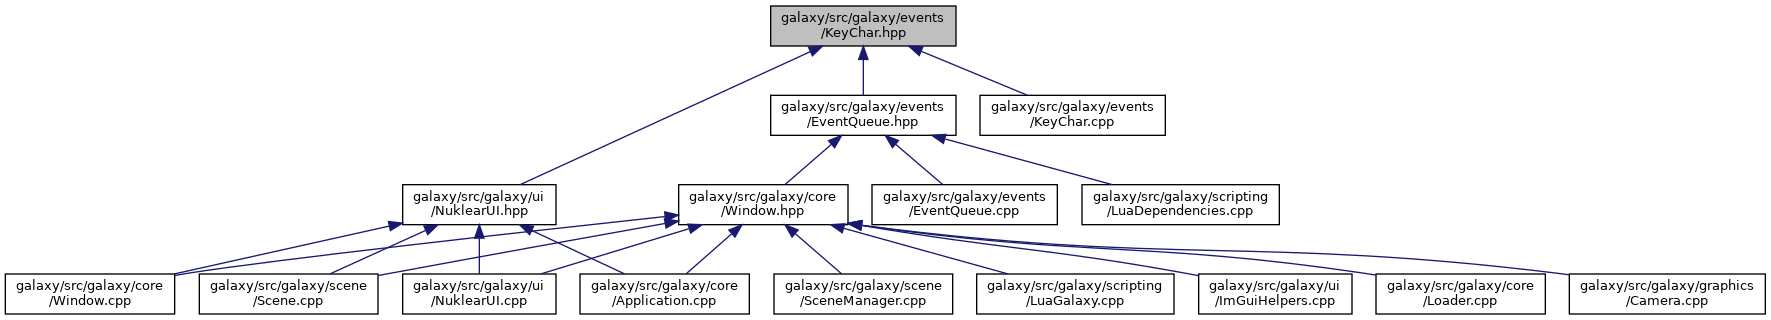 galaxy/src/galaxy/events
/KeyChar.hpp
galaxy/src/galaxy/events
/EventQueue.hpp
galaxy/src/galaxy/events
/KeyChar.cpp
galaxy/src/galaxy/ui
/NuklearUI.hpp
galaxy/src/galaxy/core
/Window.hpp
galaxy/src/galaxy/events
/EventQueue.cpp
galaxy/src/galaxy/scripting
/LuaDependencies.cpp
galaxy/src/galaxy/core
/Window.cpp
galaxy/src/galaxy/scene
/Scene.cpp
galaxy/src/galaxy/ui
/NuklearUI.cpp
galaxy/src/galaxy/core
/Application.cpp
galaxy/src/galaxy/scene
/SceneManager.cpp
galaxy/src/galaxy/scripting
/LuaGalaxy.cpp
galaxy/src/galaxy/ui
/ImGuiHelpers.cpp
galaxy/src/galaxy/core
/Loader.cpp
galaxy/src/galaxy/graphics
/Camera.cpp